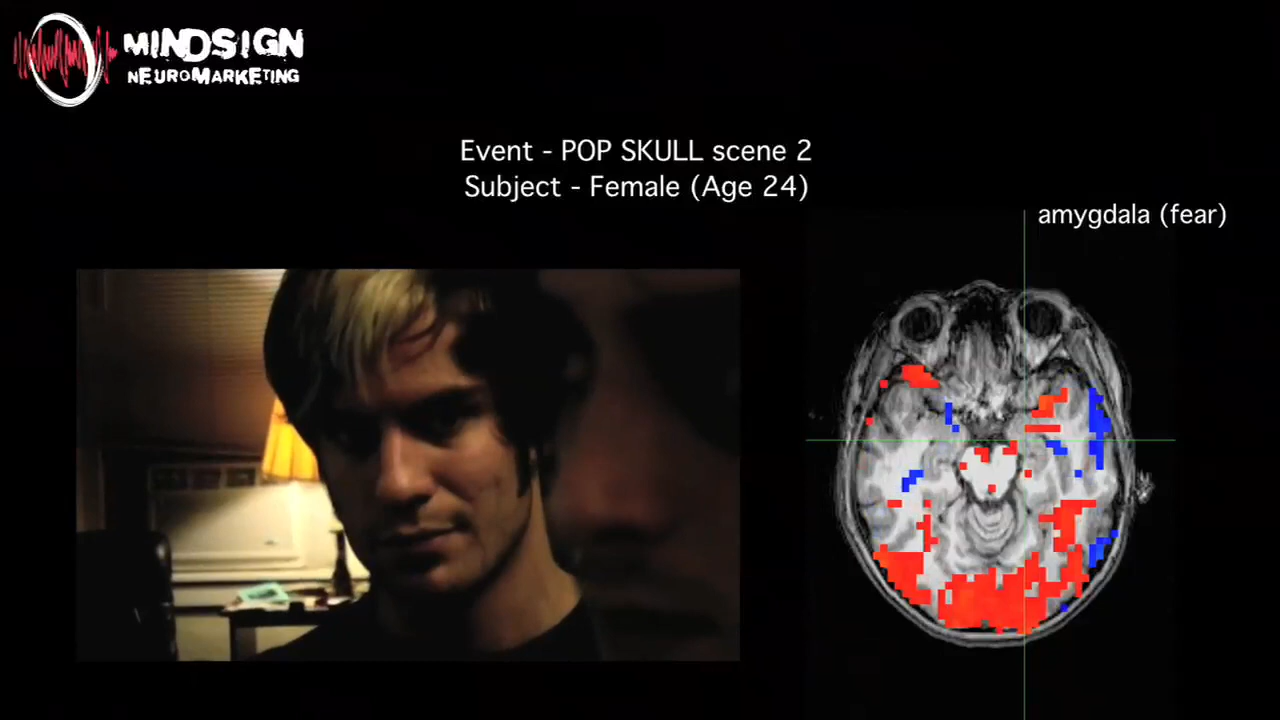 MINDSIGN
NEUROMARKETING
Event - POP SKULL scene 2
Subject - Female (Age 24)
amygdala (fear)